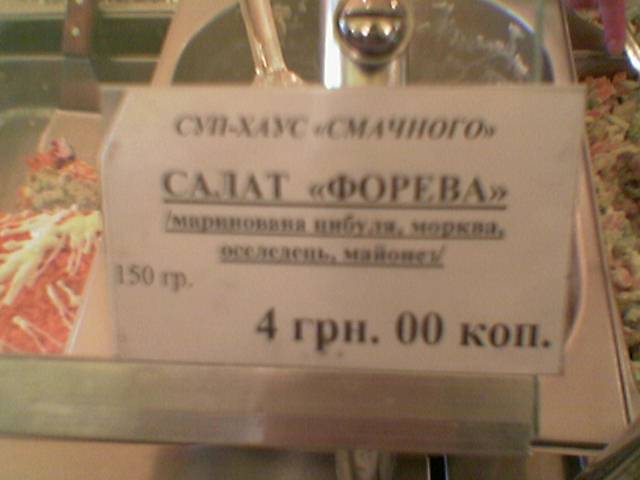 СУП-ХАУС «СМАЧНОГО»
САЛАТ «ФОРЕВА»
/маринована цибуля, морква,
оселедець, майонез/
150 гр.
4 грн. 00 коп.